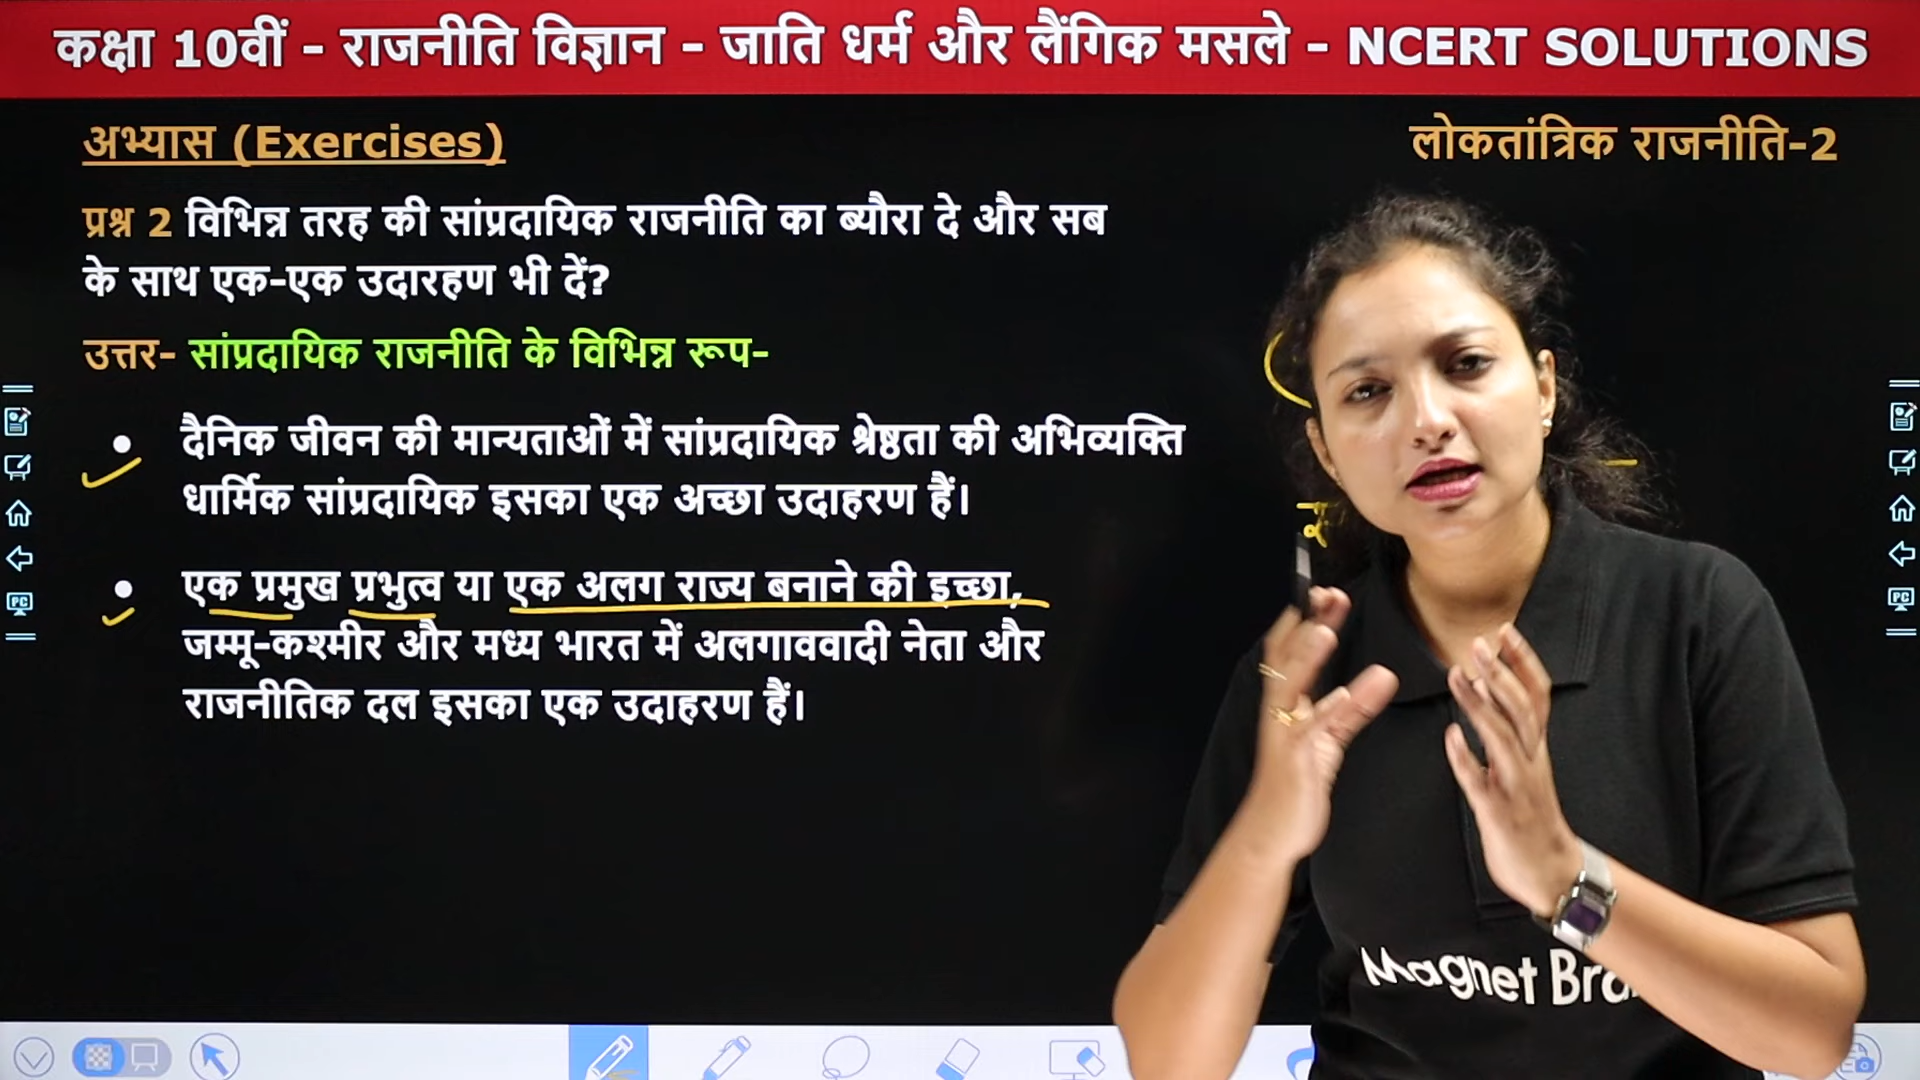 कक्षा 10वीं - राजनीति विज्ञान - जाति धर्म और लैंगिक मसले - NCERT SOLUTIONS
अभ्यास (Exercises)
लोकतांत्रिक राजनीति-2
प्रश्न 2 विभिन्न तरह की सांप्रदायिक राजनीति का ब्यौरा दे और सब
के साथ एक-एक उदारहण भी दें?
उत्तर- सांप्रदायिक राजनीति के विभिन्न रूप-
• दैनिक जीवन की मान्यताओं में सांप्रदायिक श्रेष्ठता की अभिव्यक्ति
धार्मिक सांप्रदायिक इसका एक अच्छा उदाहरण हैं।
• एक प्रमुख प्रभुत्व या एक अलग राज्य बनाने की इच्छा,
जम्मू-कश्मीर और मध्य भारत में अलगाववादी नेता और
राजनीतिक दल इसका एक उदाहरण हैं।
PC
PC
Magnet